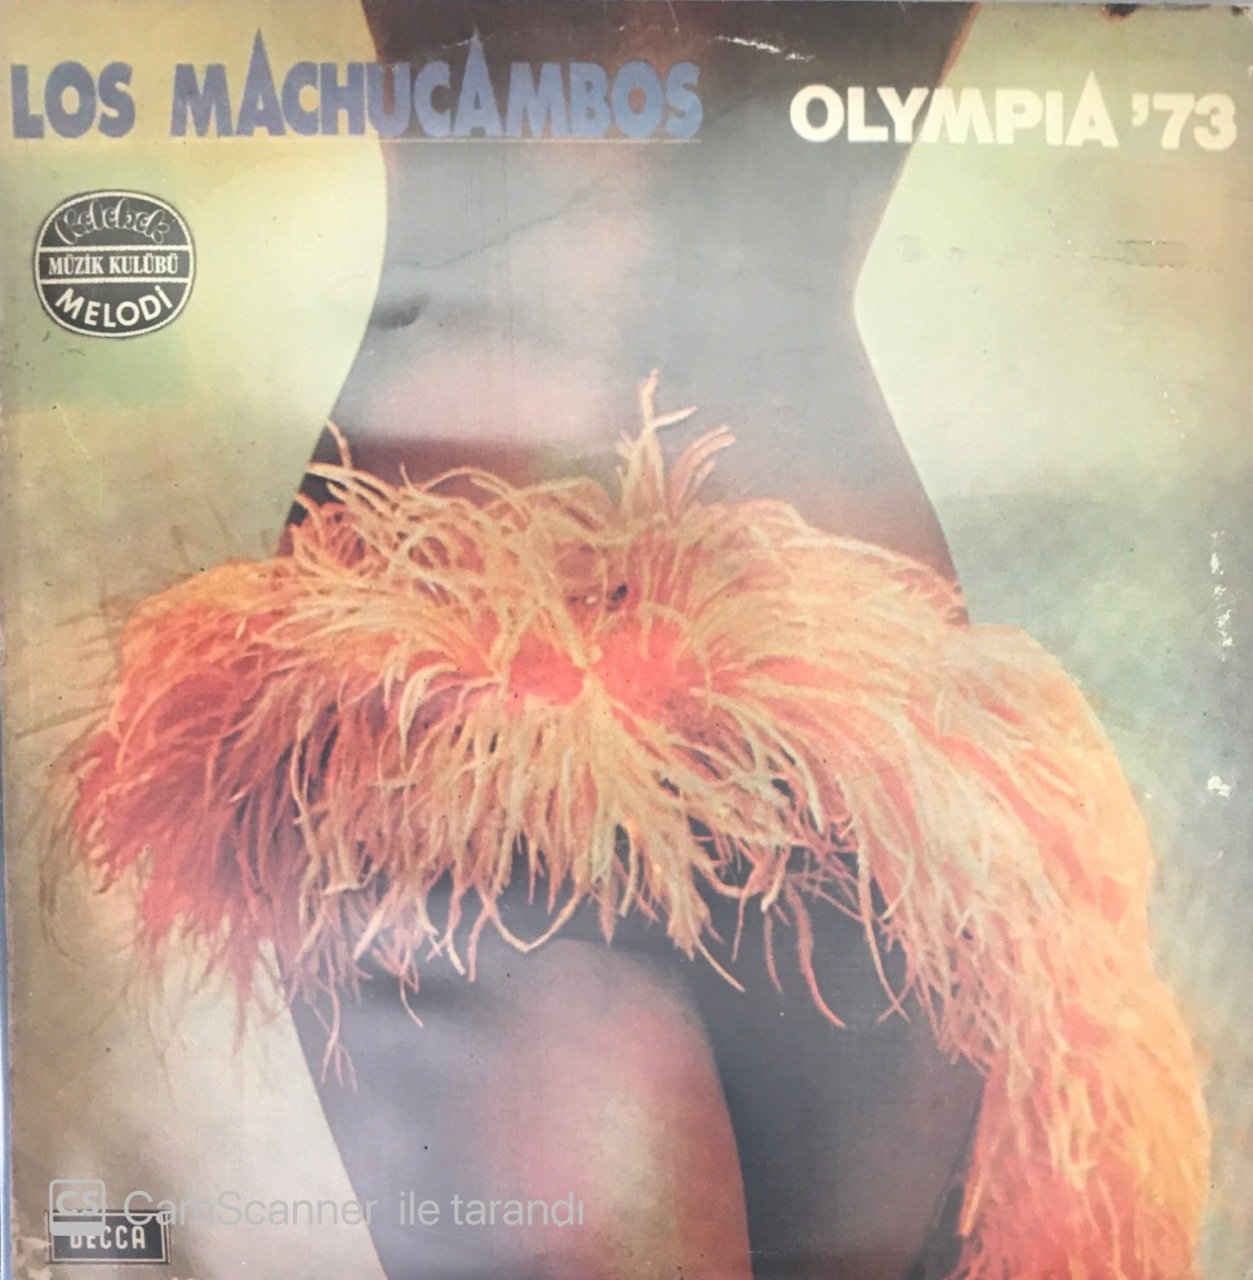 LOS MACHUCAMBOS
OLYMPIA '73
Kelebek
MÜZİK KULÜBÜ
MELODİ
CS CamScanner ile tarandı
DECCA